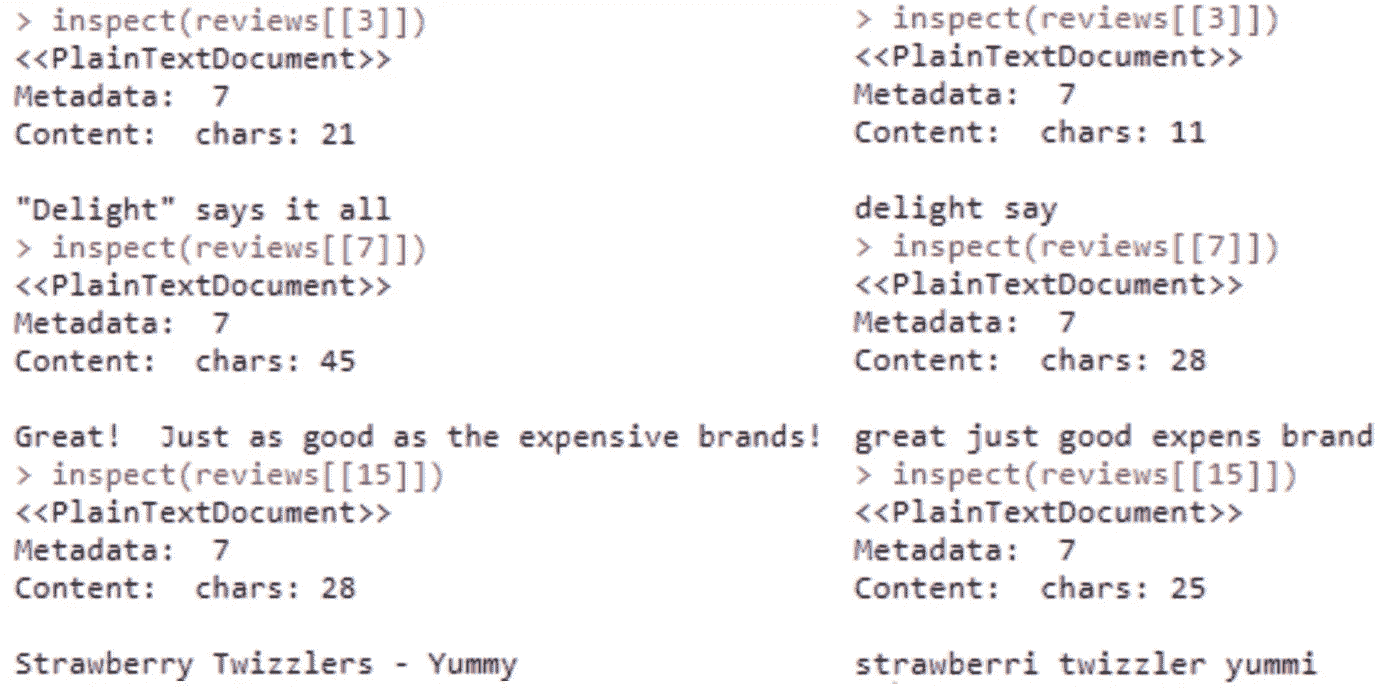 > inspect(reviews[[3]])
<<PlainTextDocument>>
Metadata:  7
Content:  chars: 21

"Delight" says it all
> inspect(reviews[[7]])
<<PlainTextDocument>>
Metadata:  7
Content:  chars: 45

Great!  Just as good as the expensive brands!
> inspect(reviews[[15]])
<<PlainTextDocument>>
Metadata:  7
Content:  chars: 28

Strawberry Twizzlers - Yummy

> inspect(reviews[[3]])
<<PlainTextDocument>>
Metadata:  7
Content:  chars: 11

delight say
> inspect(reviews[[7]])
<<PlainTextDocument>>
Metadata:  7
Content:  chars: 28

great just good expens brand
> inspect(reviews[[15]])
<<PlainTextDocument>>
Metadata:  7
Content:  chars: 25

strawberri twizzler yummi